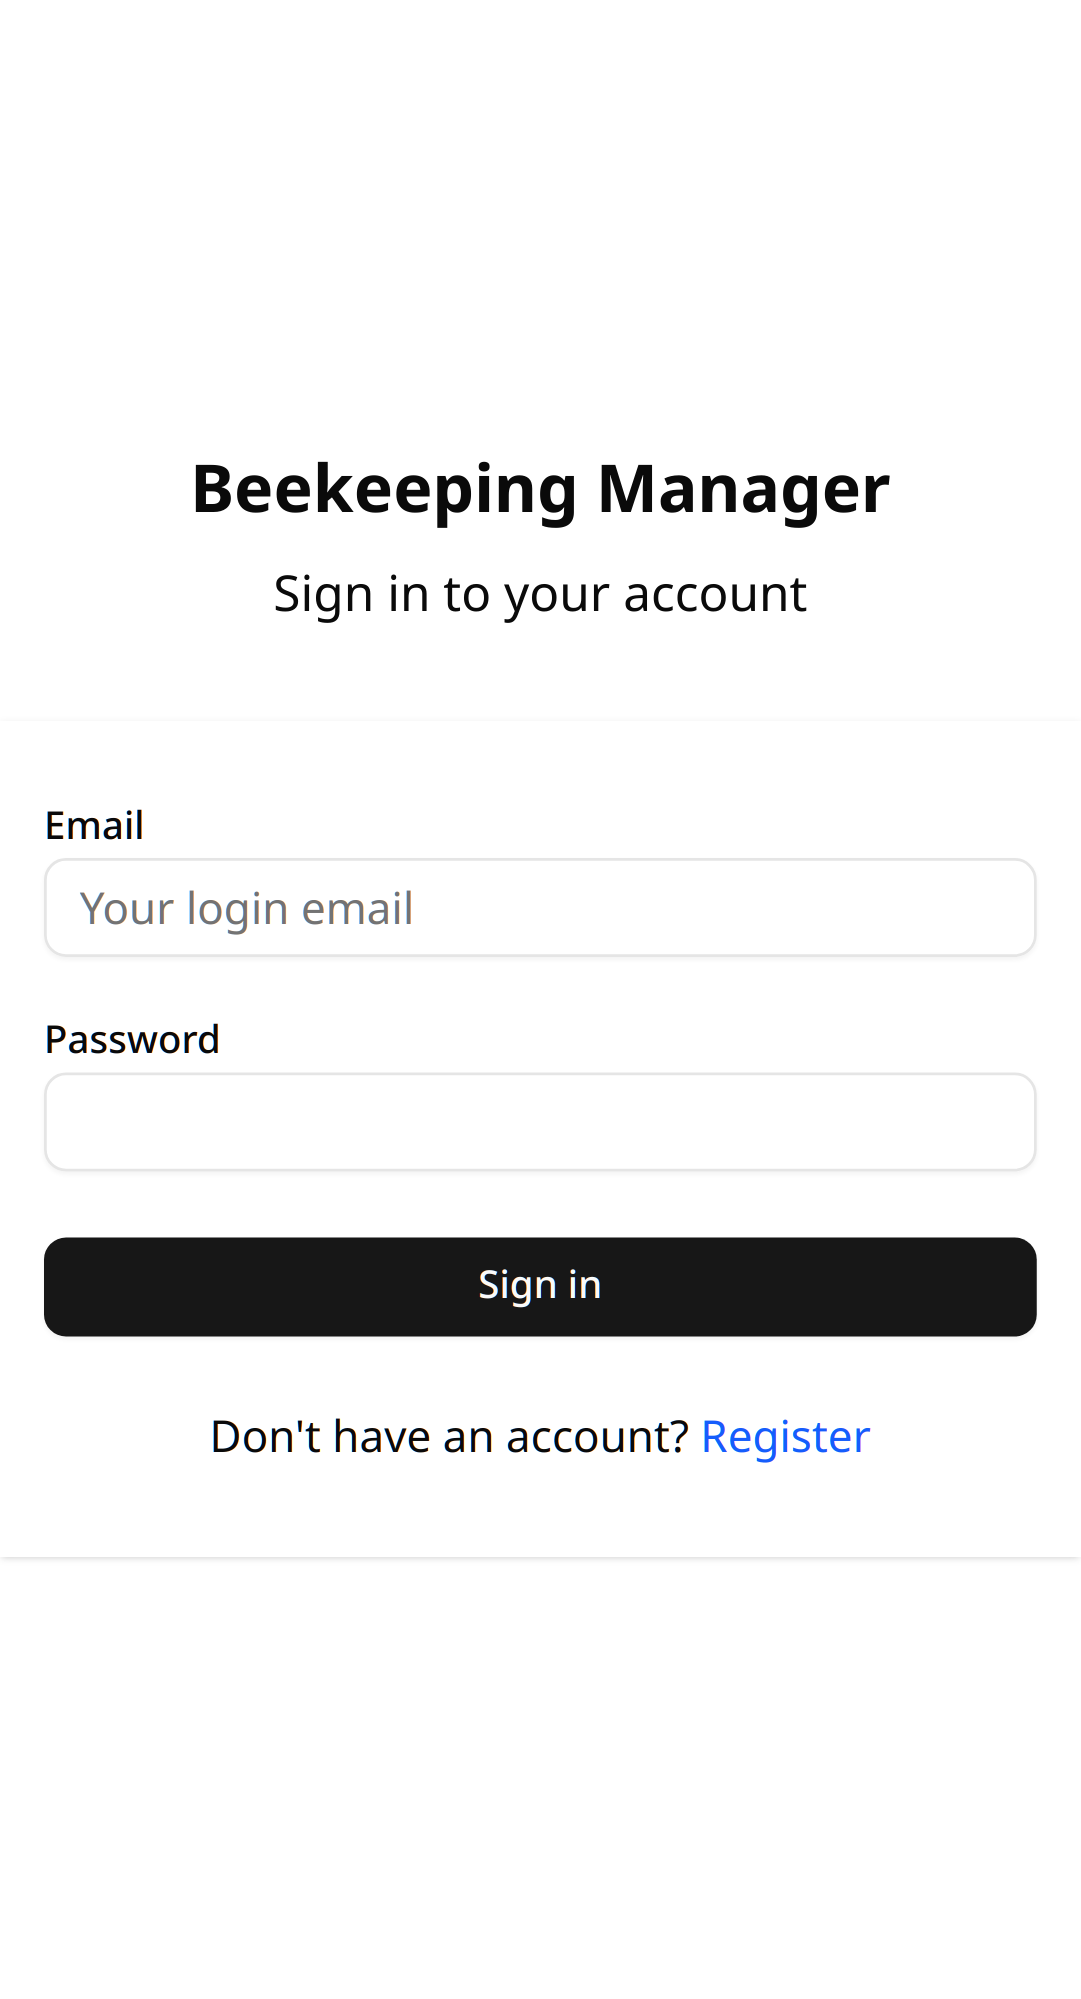 Beekeeping Manager
Sign in to your account
Email
Your login email
Password
Sign in
Don't have an account? Register